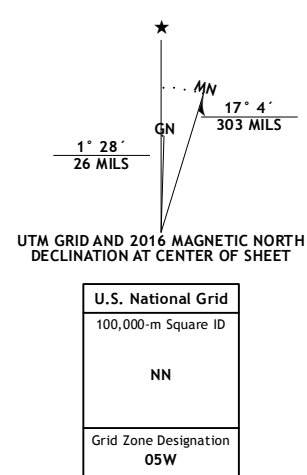 ★
MN
GN
17° 4´
303 MILS
1° 28´
26 MILS
UTM GRID AND 2016 MAGNETIC NORTH
DECLINATION AT CENTER OF SHEET
U.S. National Grid
100,000-m Square ID
NN
Grid Zone Designation
05W